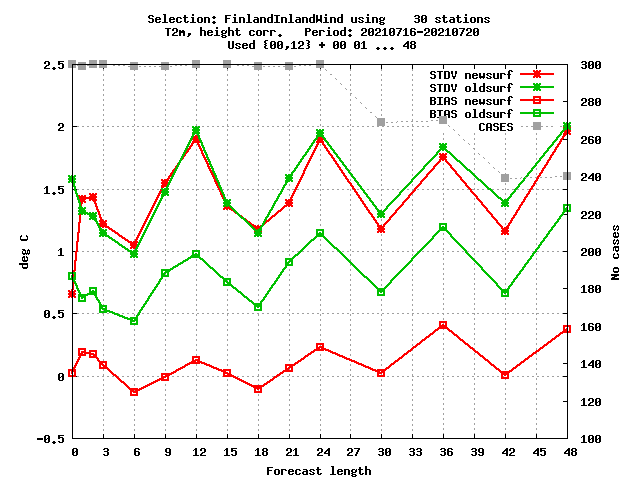 Selection: FinlandInlandWind using    30 stations
T2m, height corr.   Period: 20210716-20210720
Used {00,12} + 00 01 ... 48
STDV newsurf
STDV oldsurf
BIAS newsurf
BIAS oldsurf
CASES
deg C
2.5
2
1.5
1
0.5
0
-0.5
No cases
300
280
260
240
220
200
180
160
140
120
100
0 3 6 9 12 15 18 21 24 27 30 33 36 39 42 45 48
Forecast length